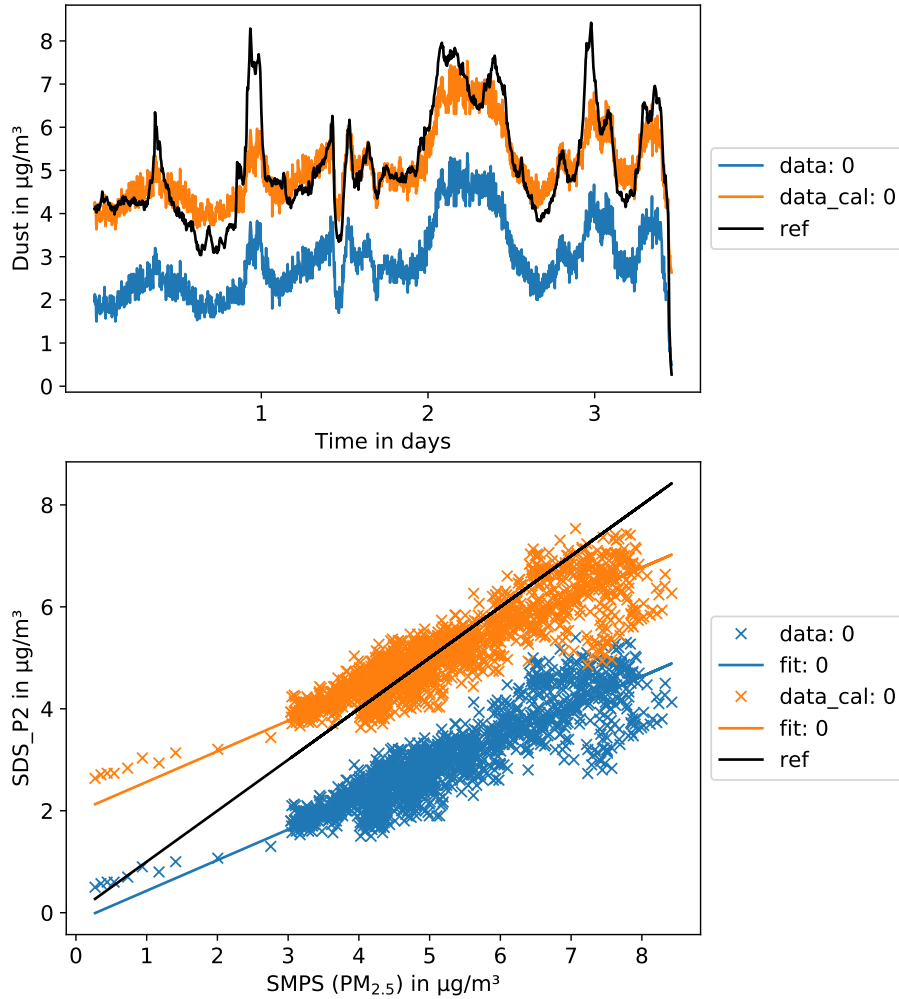 8
7
6
5
4
3
2
1
0
Dust in µg/m³
1
2
3
Time in days
data: 0
data_cal: 0
ref
8
6
4
2
0
SDS_P2 in µg/m³
0
1
2
3
4
5
6
7
8
SMPS (PM₂.₅) in µg/m³
data: 0
fit: 0
data_cal: 0
fit: 0
ref